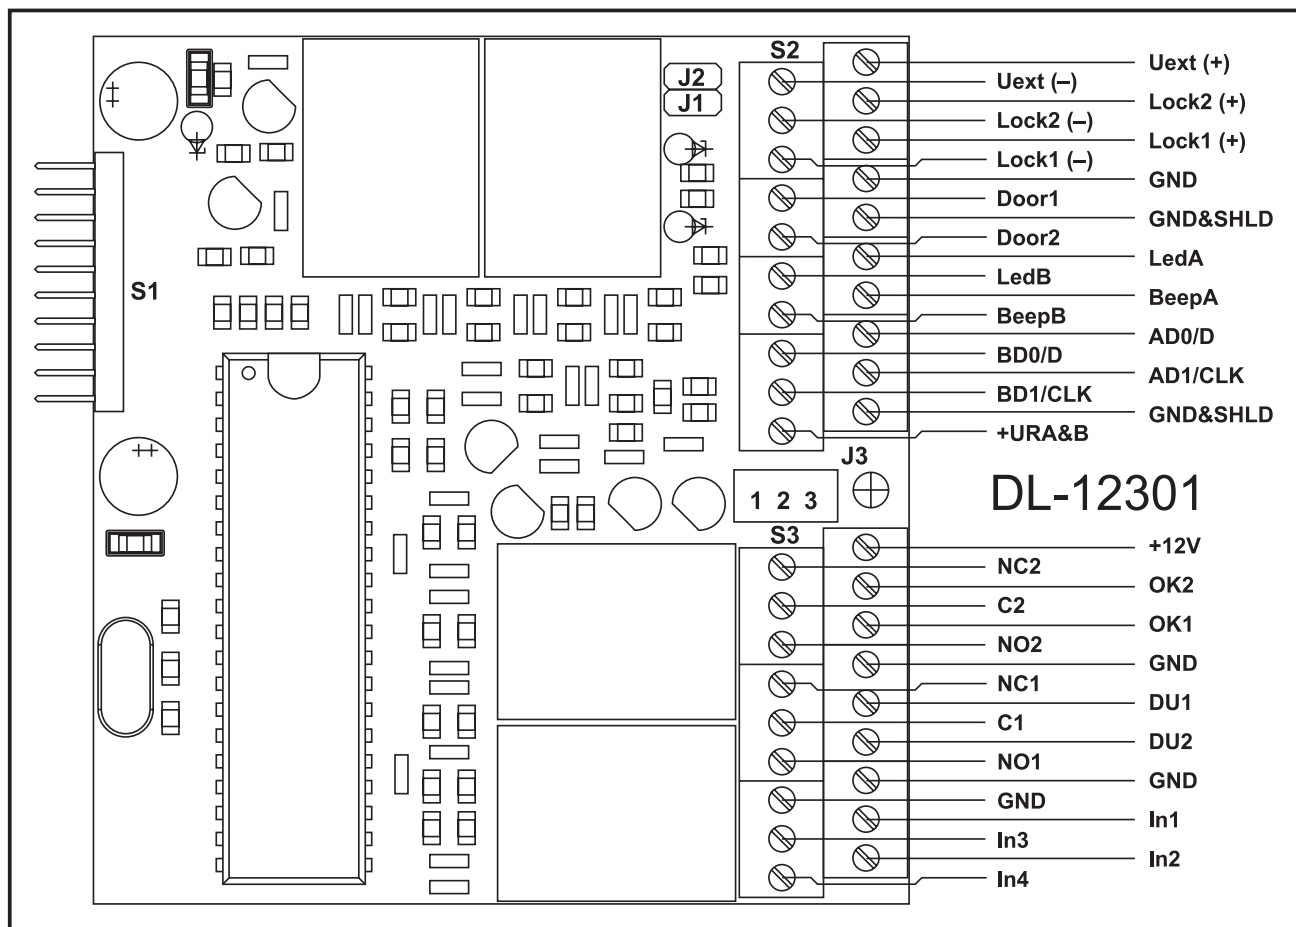 S2
Uext (+)
J2
Uext (–)
J1
Lock2 (+)
Lock2 (–)
Lock1 (+)
Lock1 (–)
GND
Door1
GND&SHLD
Door2
LedA
S1
LedB
BeepA
BeepB
AD0/D
BD0/D
AD1/CLK
BD1/CLK
GND&SHLD
+URA&B
J3
DL-12301
1 2 3
S3
+12V
NC2
OK2
C2
OK1
NO2
GND
NC1
DU1
C1
DU2
NO1
GND
GND
In1
In3
In2
In4